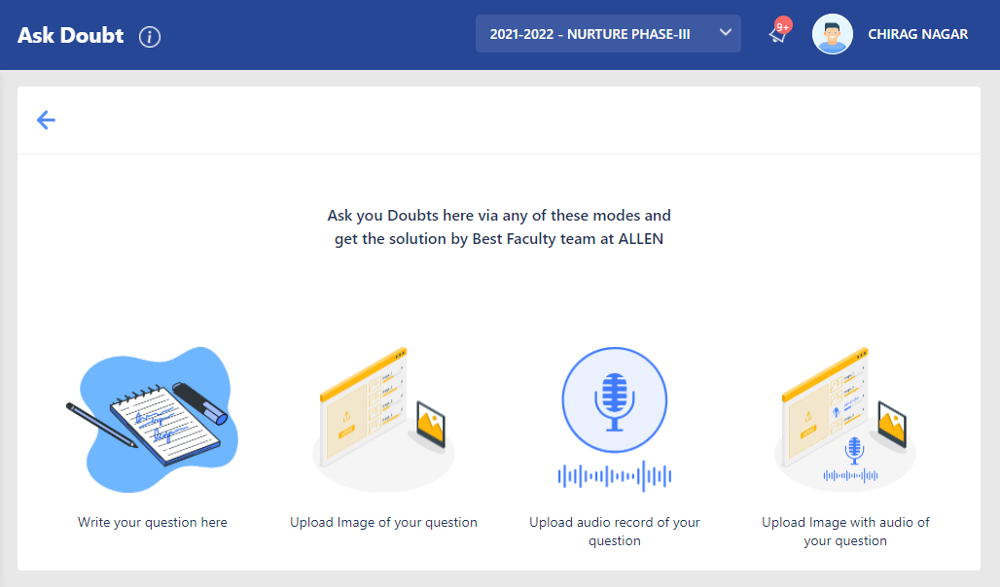 Ask Doubt i
2021-2022 - NURTURE PHASE-III
9+
CHIRAG NAGAR
Ask you Doubts here via any of these modes and
get the solution by Best Faculty team at ALLEN
Write your question here
Upload Image of your question
Upload audio record of your
question
Upload Image with audio of
your question